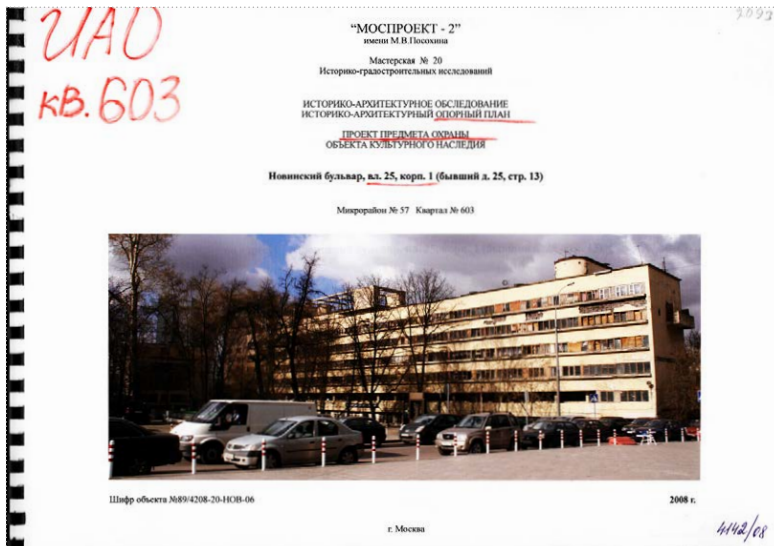 ЦАО
кв. 603
2093
"МОСПРОЕКТ - 2"
имени М.В.Посохина
Мастерская № 20
Историко-градостроительных исследований
ИСТОРИКО-АРХИТЕКТУРНОЕ ОБСЛЕДОВАНИЕ
ИСТОРИКО-АРХИТЕКТУРНЫЙ ОПОРНЫЙ ПЛАН
ПРОЕКТ ПРЕДМЕТА ОХРАНЫ
ОБЪЕКТА КУЛЬТУРНОГО НАСЛЕДИЯ
Новинский бульвар, вл. 25, корп. 1 (бывший д. 25, стр. 13)
Микрорайон № 57 Квартал № 603
Шифр объекта №89/4208-20-НОВ-06
2008 г.
г. Москва
4142/08